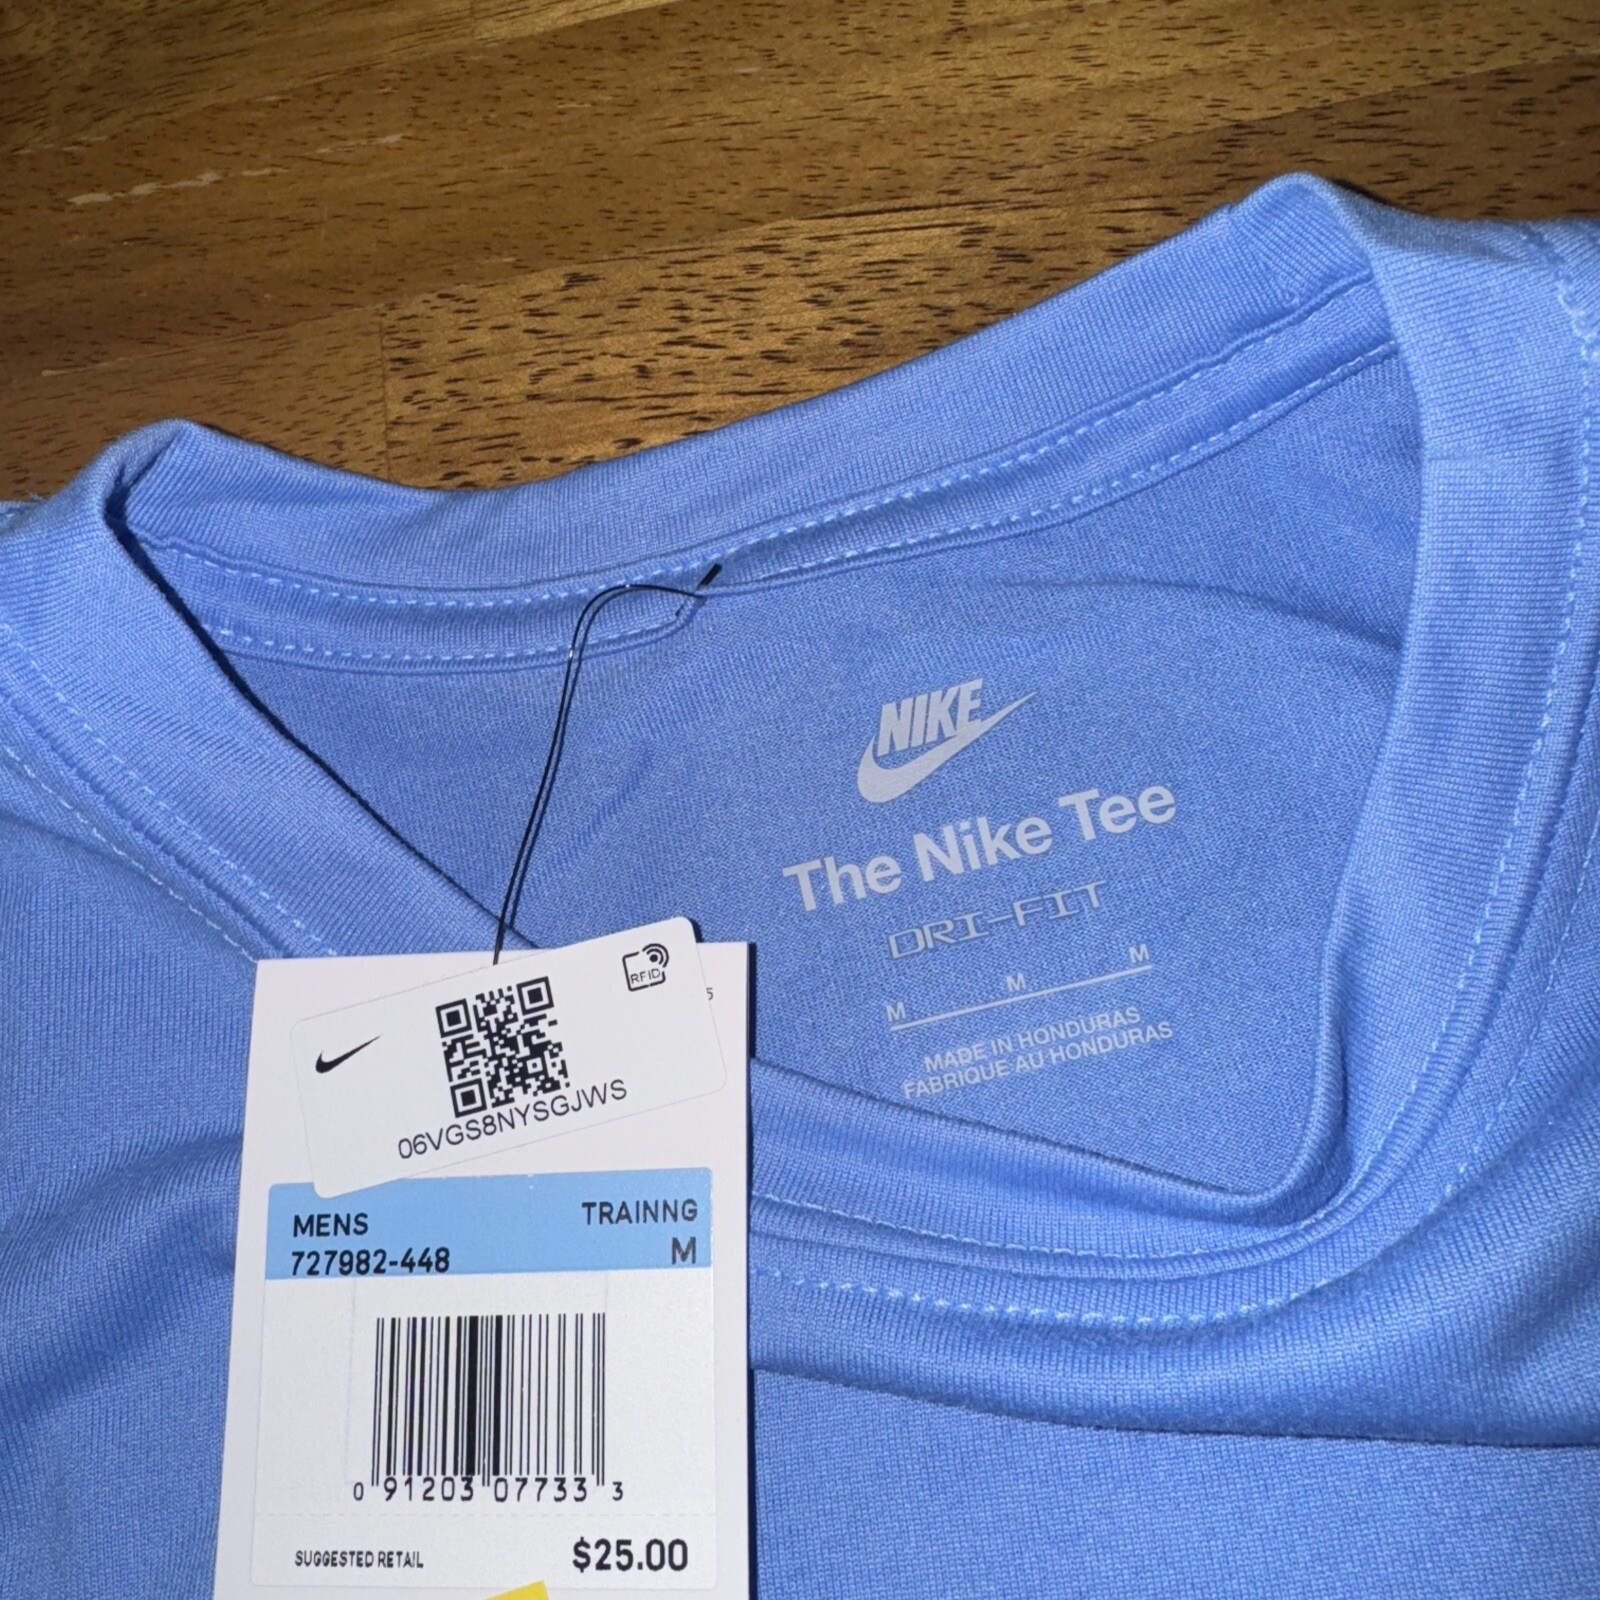 NIKE
The Nike Tee
DRI-FIT
M M M
MADE IN HONDURAS
FABRIQUE AU HONDURAS
RFID
5
06VGS8NYSGJWS
MENS TRAINNG
727982-448 M
0 91203 07733 3
SUGGESTED RETAIL $25.00